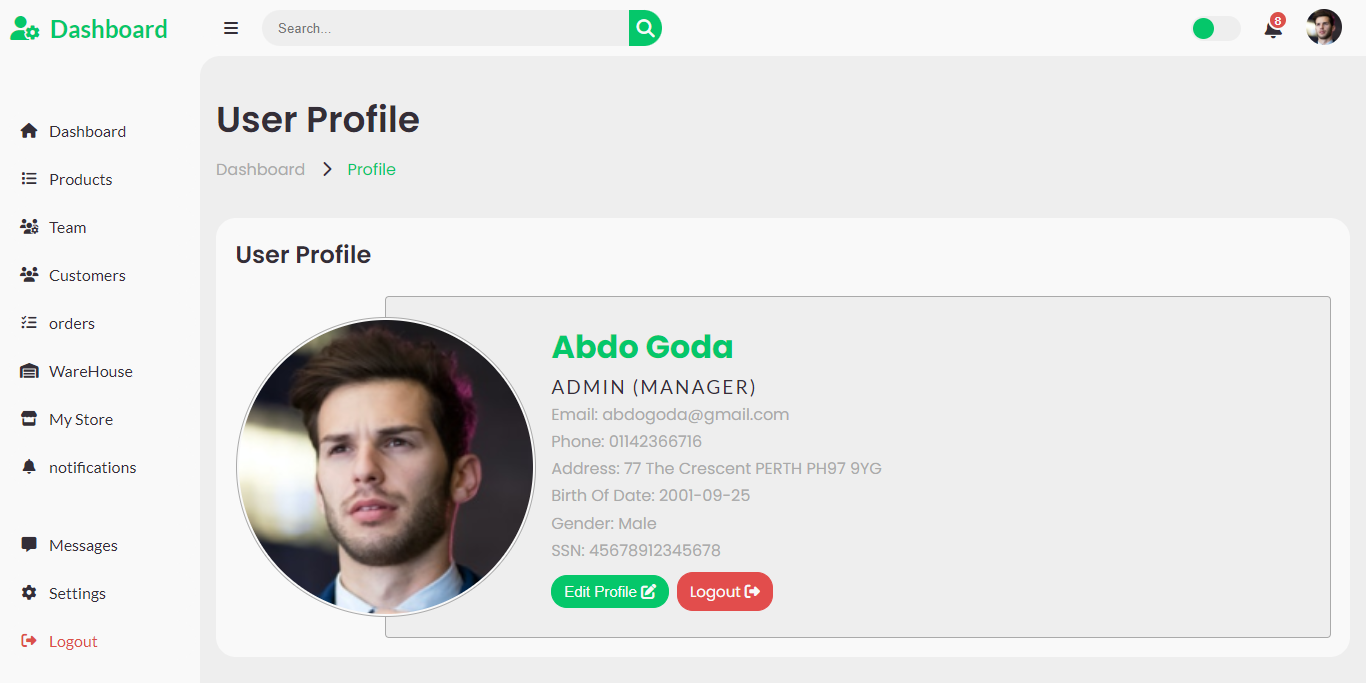 Dashboard
Search...
8
Dashboard
Products
Team
Customers
orders
WareHouse
My Store
notifications
Messages
Settings
Logout
User Profile
Dashboard > Profile
User Profile
Abdo Goda
ADMIN (MANAGER)
Email: abdogoda@gmail.com
Phone: 01142366716
Address: 77 The Crescent PERTH PH97 9YG
Birth Of Date: 2001-09-25
Gender: Male
SSN: 45678912345678
Edit Profile Logout